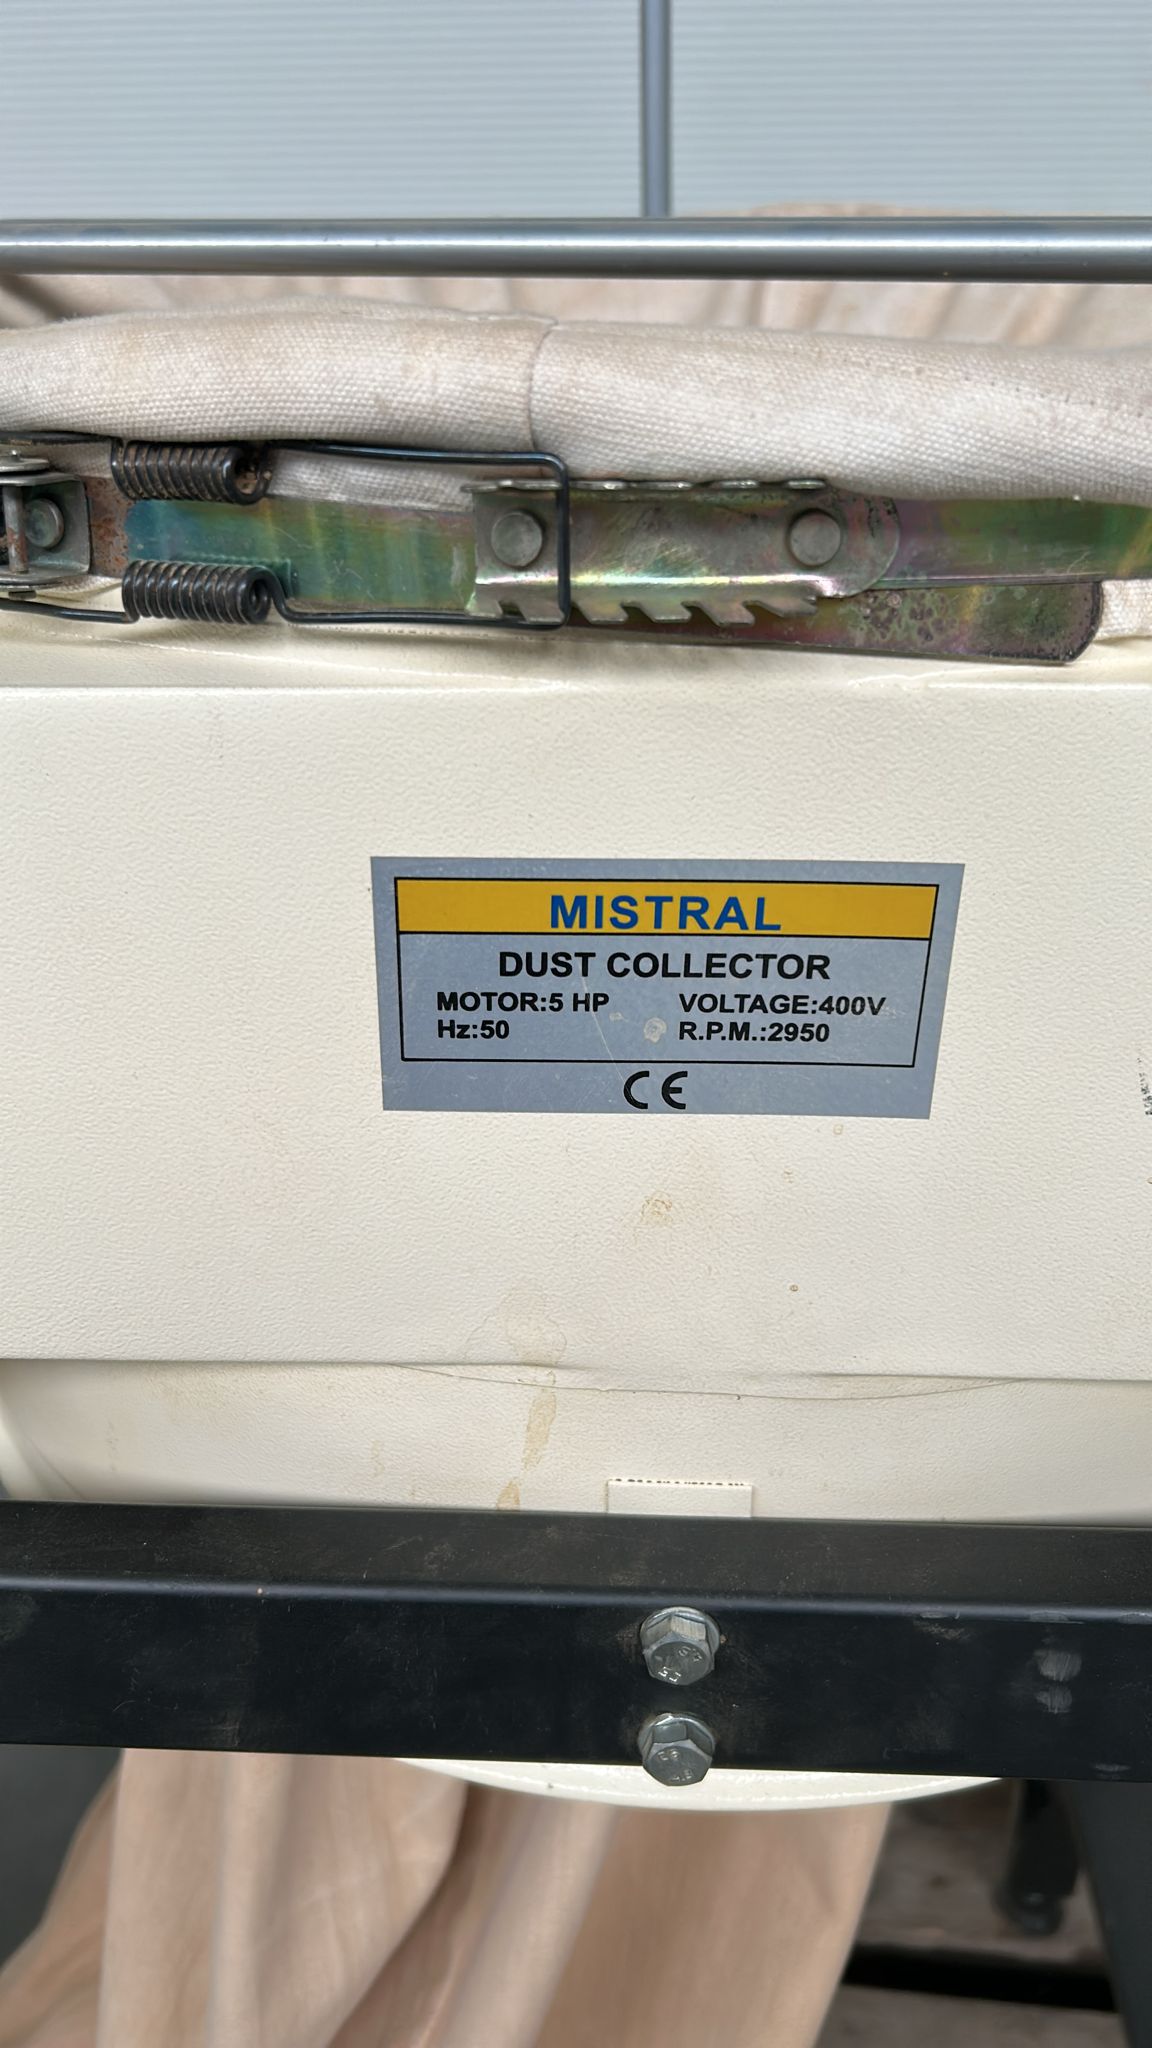 MISTRAL
DUST COLLECTOR
MOTOR:5 HP VOLTAGE:400V
Hz:50 R.P.M.:2950
CE